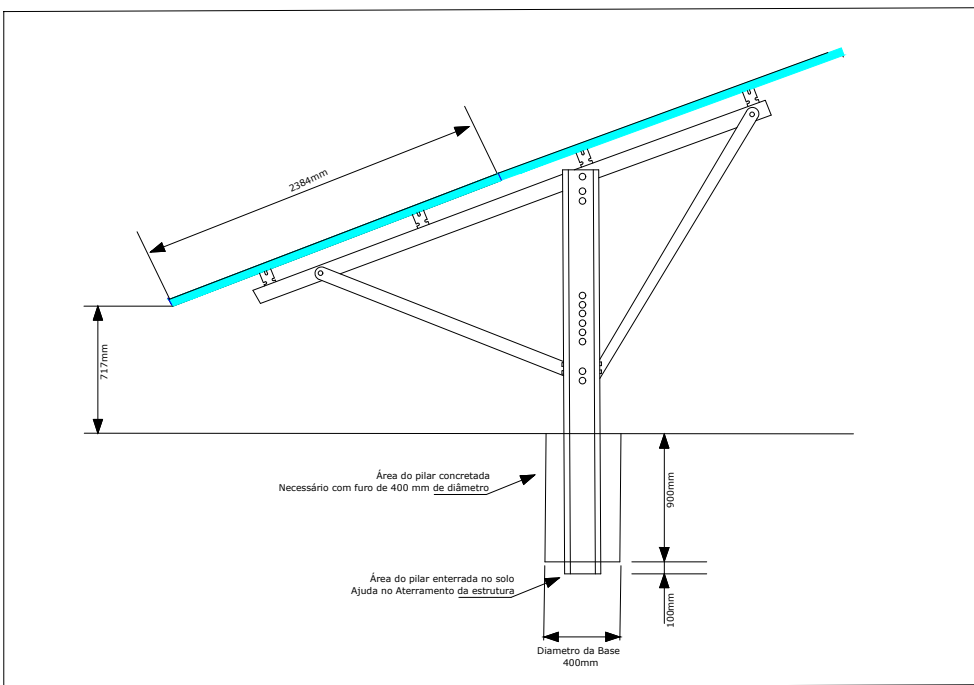 2384mm
717mm
Área do pilar concretada
Necessário com furo de 400 mm de diâmetro
900mm
Área do pilar enterrada no solo
Ajuda no Aterramento da estrutura
100mm
Diametro da Base
400mm